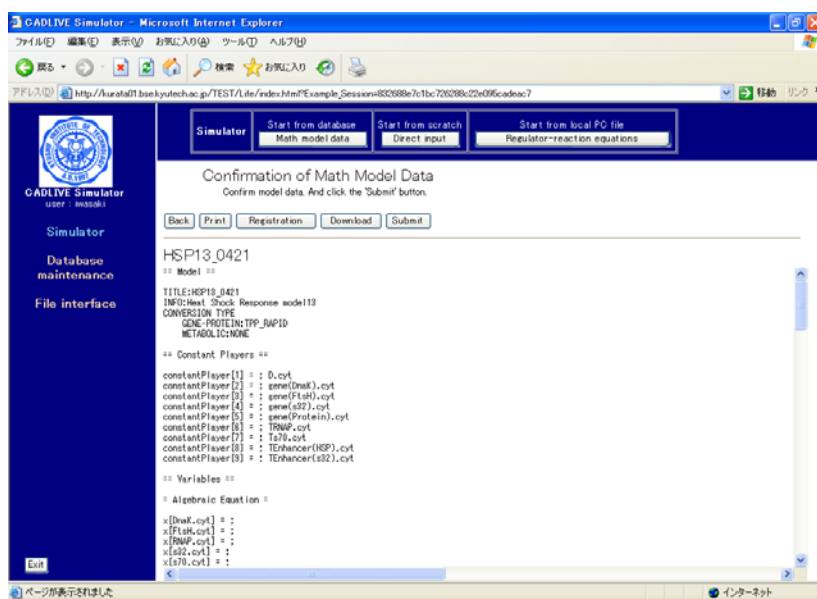 CADLIVE Simulator - Microsoft Internet Explorer
ファイル(F) 編集(E) 表示(V) お気に入り(A) ツール(T) ヘルプ(H)
戻る 検索 お気に入り
アドレス(D) http://kurata01.bse.kyutech.ac.jp/TEST/Life/index.html?Example_Session=832688e7c1bc726288c22e095cadeac7 移動 リンク
Simulator
Start from database
Math model data
Start from scratch
Direct input
Start from local PC file
Regulator-reaction equations
CADLIVE Simulator
user : iwasaki
Simulator
Database
maintenance
File interface
Exit
Confirmation of Math Model Data
Confirm model data. And click the 'Submit' button.
Back Print Registration Download Submit
HSP13_0421
== Model ==
TITLE:HSP13_0421
INFO:Heat Shock Response model13
CONVERSION TYPE
GENE-PROTEIN:TPP_RAPID
METABOLIC:NONE
== Constant Players ==
constantPlayer[1] = ; D.cyt
constantPlayer[2] = ; gene(DnaK).cyt
constantPlayer[3] = ; gene(FtsH).cyt
constantPlayer[4] = ; gene(s32).cyt
constantPlayer[5] = ; gene(Protein).cyt
constantPlayer[6] = ; TRNAP.cyt
constantPlayer[7] = ; Ts70.cyt
constantPlayer[8] = ; TEnhancer(HSP).cyt
constantPlayer[9] = ; TEnhancer(s32).cyt
== Variables ==
= Algebraic Equation =
x[DnaK.cyt] = ;
x[FtsH.cyt] = ;
x[RNAP.cyt] = ;
x[s32.cyt] = ;
x[s70.cyt] = ;
ページが表示されました インターネット